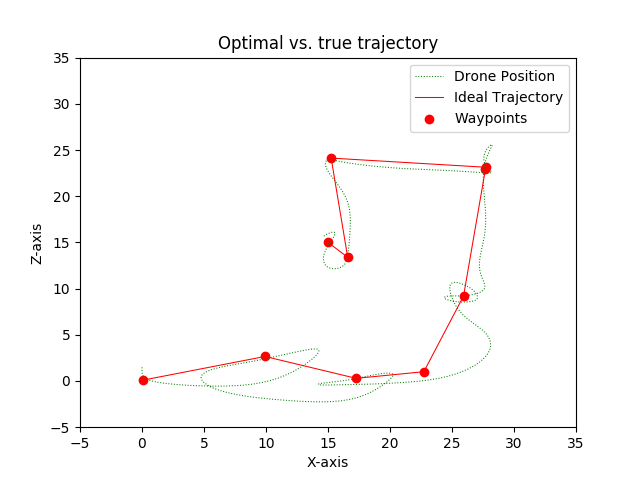 Optimal vs. true trajectory
Drone Position
Ideal Trajectory
Waypoints
35
30
25
20
15
10
5
0
−5
Z-axis
−5 0 5 10 15 20 25 30 35
X-axis